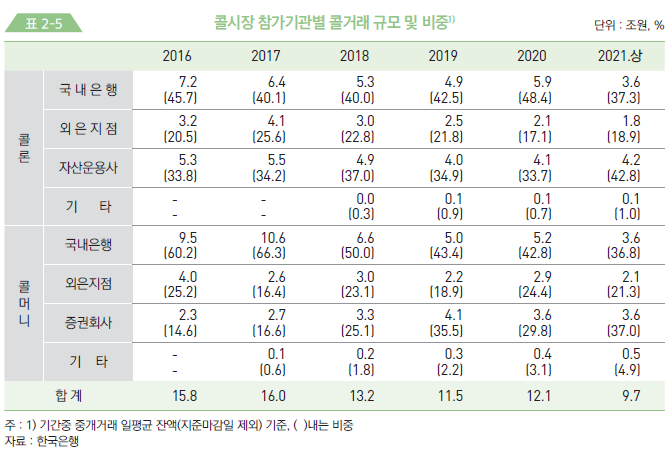 표 2-5
콜시장 참가기관별 콜거래 규모 및 비중1)
단위 : 조원, %
2016 2017 2018 2019 2020 2021.상
콜론
국 내 은 행 7.2 6.4 5.3 4.9 5.9 3.6
(45.7) (40.1) (40.0) (42.5) (48.4) (37.3)
외 은 지 점 3.2 4.1 3.0 2.5 2.1 1.8
(20.5) (25.6) (22.8) (21.8) (17.1) (18.9)
자산운용사 5.3 5.5 4.9 4.0 4.1 4.2
(33.8) (34.2) (37.0) (34.9) (33.7) (42.8)
기 타 - - 0.0 0.1 0.1 0.1
- - (0.3) (0.9) (0.7) (1.0)
콜머니
국내은행 9.5 10.6 6.6 5.0 5.2 3.6
(60.2) (66.3) (50.0) (43.4) (42.8) (36.8)
외은지점 4.0 2.6 3.0 2.2 2.9 2.1
(25.2) (16.4) (23.1) (18.9) (24.4) (21.3)
증권회사 2.3 2.7 3.3 4.1 3.6 3.6
(14.6) (16.6) (25.1) (35.5) (29.8) (37.0)
기 타 - 0.1 0.2 0.3 0.4 0.5
- (0.6) (1.8) (2.2) (3.1) (4.9)
합 계 15.8 16.0 13.2 11.5 12.1 9.7
주 : 1) 기간중 중개거래 일평균 잔액(지준마감일 제외) 기준, ( )내는 비중
자료 : 한국은행